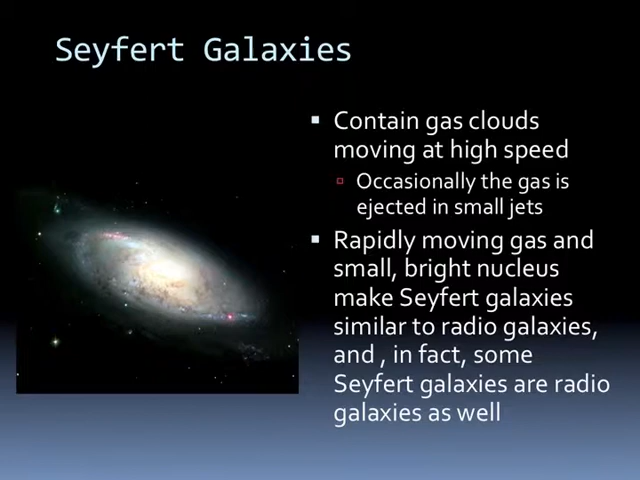 Seyfert Galaxies
Contain gas clouds
moving at high speed
Occasionally the gas is
ejected in small jets
Rapidly moving gas and
small, bright nucleus
make Seyfert galaxies
similar to radio galaxies,
and , in fact, some
Seyfert galaxies are radio
galaxies as well